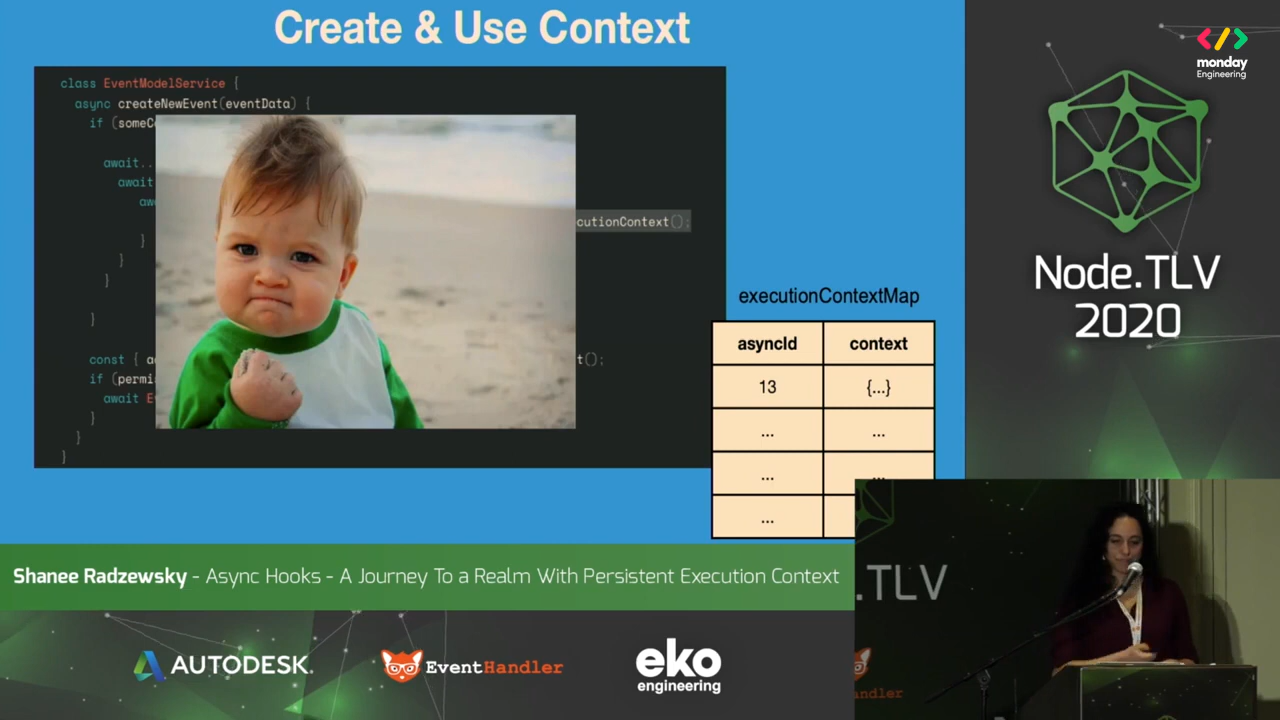 Create & Use Context
class EventModelService {
async createNewEvent(eventData) {
if (someC
await..
await
aw
cutionContext();
}
}
}
}
const { a
t();
if (permi
await E
}
}
}
executionContextMap
asyncId context
13 {...}
... ...
... ...
...
monday
Engineering
Node.TLV
2020
Shanee Radzewsky - Async Hooks - A Journey To a Realm With Persistent Execution Context
AUTODESK.
EventHandler
eko
engineering
.TLV
andler